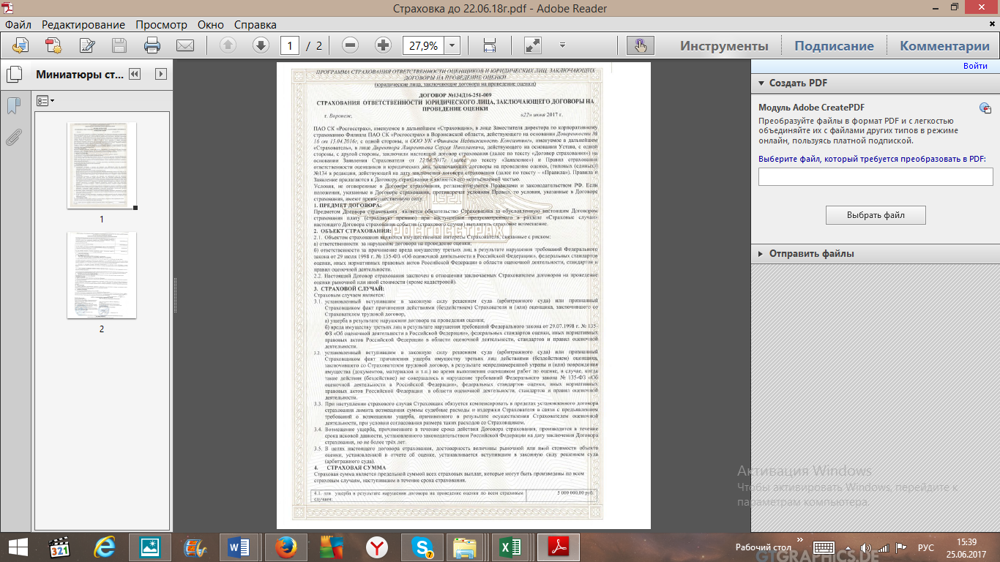 Страховка до 22.06.18г.pdf - Adobe Reader
Файл Редактирование Просмотр Окно Справка
1 / 2 27,9% Инструменты Подписание Комментарии
Миниатюры ст...
1
2
ПРОГРАММА СТРАХОВАНИЯ ОТВЕТСТВЕННОСТИ ОЦЕНЩИКОВ И ЮРИДИЧЕСКИХ ЛИЦ, ЗАКЛЮЧАЮЩИХ
ДОГОВОРЫ НА ПРОВЕДЕНИЕ ОЦЕНКИ
(юридические лица, заключающие договора на проведение оценки)
ДОГОВОР №134Д16-251-009
СТРАХОВАНИЯ ОТВЕТСТВЕННОСТИ ЮРИДИЧЕСКОГО ЛИЦА, ЗАКЛЮЧАЮЩЕГО ДОГОВОРЫ НА
ПРОВЕДЕНИЕ ОЦЕНКИ
г. Воронеж, «22» июня 2017 г.
ПАО СК «Росгосстрах», именуемое в дальнейшем «Страховщик», в лице Заместителя директора по корпоративному
страхованию Филиала ПАО СК «Росгосстрах» в Воронежской области, действующего на основании Доверенности №
16 от 15.04.2016г, с одной стороны, и ООО УК «Финансы Недвижимость Консалтинг», именуемое в дальнейшем
«Страхователь», в лице Директора Лаврентьева Сергея Николаевича, действующего на основании Устава, с одной
стороны, с другой стороны, заключили настоящий договор страхования (далее по тексту «Договор страхования») на
основании Заявления Страхователя от 22.06.2017г. (далее по тексту «Заявление») и Правил страхования
ответственности оценщиков и юридических лиц, заключающих договоры на проведение оценки, (типовых (единых))
№134 в редакции, действующей на дату заключения договора страхования (далее по тексту – «Правила»). Правила и
Заявление прилагаются к Договору страхования и являются его неотъемлемой частью.
Условия, не оговоренные в Договоре страхования, регламентируются Правилами и законодательством РФ. Если
положения, указанные в Договоре страхования, противоречат условиям Правил, то условия, указанные в Договоре
страхования, имеют преимущественную силу.
1. ПРЕДМЕТ ДОГОВОРА:
Предметом Договора страхования является обязательство Страховщика за обусловленную настоящим Договором
страхования плату (страховую премию) при наступлении предусмотренного в разделе «Страховые случаи»
настоящего Договора страхования события (страхового случая) выплатить страховое возмещение.
2. ОБЪЕКТ СТРАХОВАНИЯ:
РОСГОССТРАХ
2.1. Объектом страхования являются имущественные интересы Страхователя, связанные с риском:
а) ответственности за нарушение договора на проведение оценки;
б) ответственности за причинение вреда имуществу третьих лиц в результате нарушения требований Федерального
закона от 29 июля 1998 г. № 135-ФЗ «Об оценочной деятельности в Российской Федерации», федеральных стандартов
оценки, иных нормативных правовых актов Российской Федерации в области оценочной деятельности, стандартов и
правил оценочной деятельности.
2.2. Настоящий Договор страхования заключен в отношении заключаемых Страхователем договоров на проведение
оценки рыночной или иной стоимости (кроме кадастровой).
3. СТРАХОВОЙ СЛУЧАЙ:
Страховым случаем является:
3.1. установленный вступившим в законную силу решением суда (арбитражного суда) или признанный
Страховщиком факт причинения действиями (бездействием) Страхователя и (или) оценщика, заключившего со
Страхователем трудовой договор,
а) ущерба в результате нарушения договора на проведения оценки;
б) вреда имуществу третьих лиц в результате нарушения требований Федерального закона от 29.07.1998 г. № 135-
ФЗ «Об оценочной деятельности в Российской Федерации», федеральных стандартов оценки, иных нормативных
правовых актов Российской Федерации в области оценочной деятельности, стандартов и правил оценочной
деятельности.
3.2. установленный вступившим в законную силу решением суда (арбитражного суда) или признанный
Страховщиком факт причинения ущерба имуществу третьих лиц действиями (бездействием) оценщика,
заключившего со Страхователем трудовой договор, в результате непреднамеренной утраты и (или) повреждения
имущества (документов, материалов и т.п.) во время выполнения оценщиком работ по оценке, в случае, когда
такие действия (бездействие) не совершались в нарушение требований Федерального закона № 135-ФЗ «Об
оценочной деятельности в Российской Федерации», федеральных стандартов оценки, иных нормативных
правовых актов Российской Федерации в области оценочной деятельности, стандартов и правил оценочной
деятельности.
3.3. При наступлении страхового случая Страховщик обязуется компенсировать в пределах установленного договора
страхования лимита возмещения суммы судебные расходы и издержки Страхователя в связи с предъявлением
требований о возмещении ущерба, причиненного в результате осуществления Страхователем оценочной
деятельности, при условии согласования размера таких расходов со Страховщиком.
3.4. Возмещение ущерба, причиненного в течение срока действия Договора страхования, производится в течение
срока исковой давности, установленного законодательством Российской Федерации на дату заключения Договора
страхования, но не более трёх лет.
3.5. В целях настоящего договора страхования, достоверность величины рыночной или иной стоимости объекта
оценки, установленной в отчете об оценке, устанавливается вступившим в законную силу решением суда
(арбитражного суда).
4. СТРАХОВАЯ СУММА
Страховая сумма является предельной суммой всех страховых выплат, которые могут быть произведены по всем
страховым случаям, наступившим в течение срока страхования.
4.1. для ущерба в результате нарушения договора на проведение оценки по всем страховым 5 000 000,00 руб.
случаям:
Войти
Создать PDF
Модуль Adobe CreatePDF
Преобразуйте файлы в формат PDF и с легкостью
объединяйте их с файлами других типов в режиме
онлайн, пользуясь платной подпиской.
Выберите файл, который требуется преобразовать в PDF:
Выбрать файл
Отправить файлы
Активация Windows
Чтобы активировать Windows, перейдите к
параметрам компьютера.
321 7 Рабочий стол » РУС 15:39
25.06.2017
GTGRAPHICS.DE